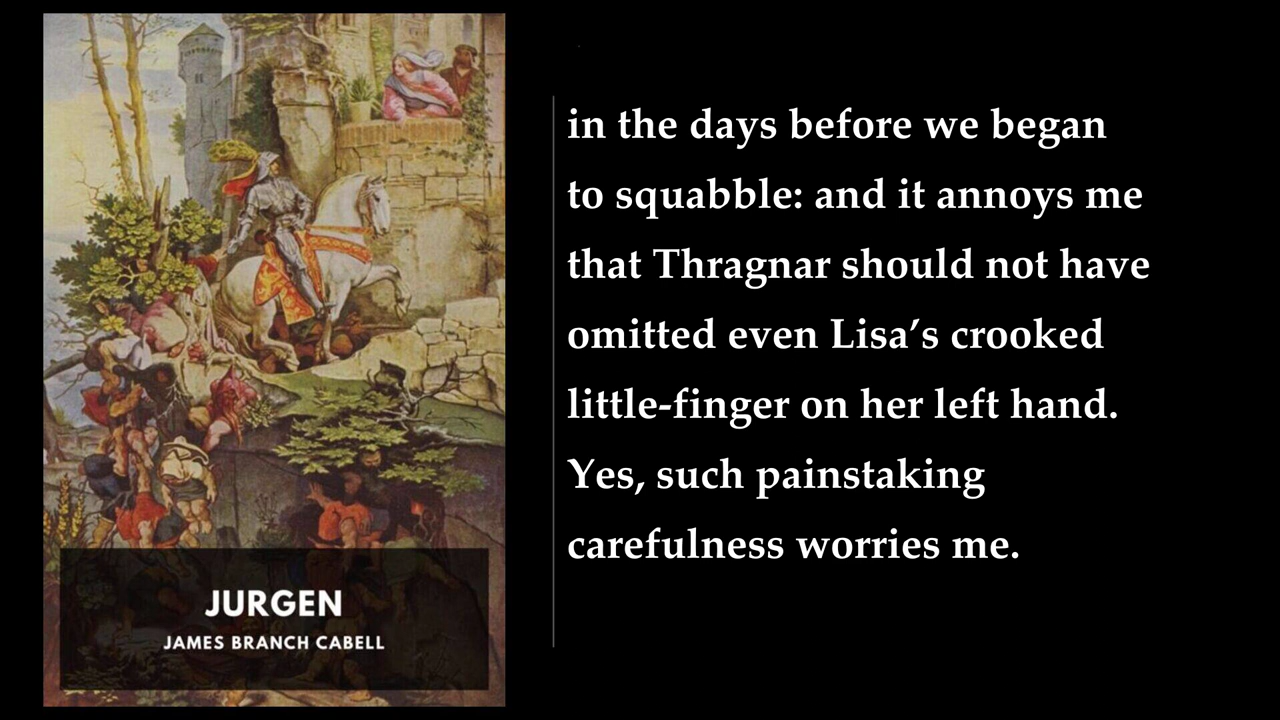 in the days before we began
to squabble: and it annoys me
that Thragnar should not have
omitted even Lisa’s crooked
little-finger on her left hand.
Yes, such painstaking
carefulness worries me.
JURGEN
JAMES BRANCH CABELL